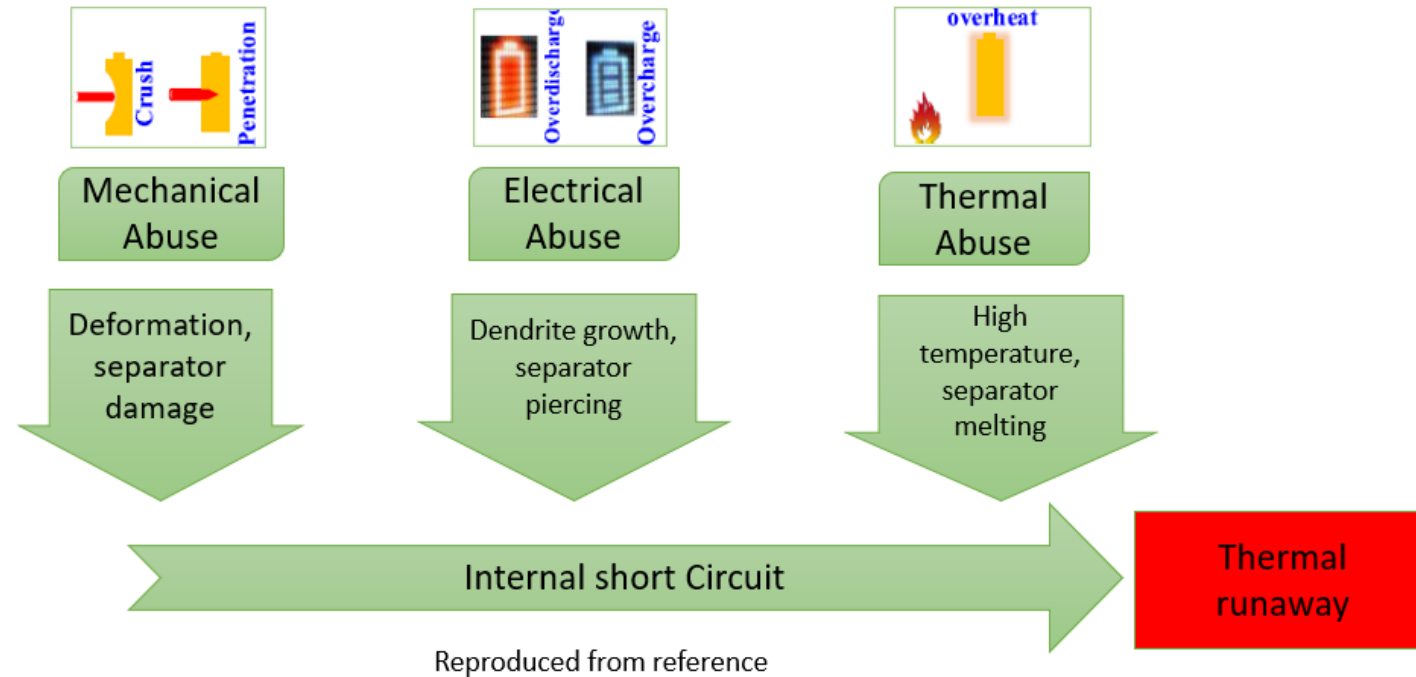 Crush
Penetration
Overdischarge
Overcharge
overheat
Mechanical
Abuse
Electrical
Abuse
Thermal
Abuse
Deformation,
separator
damage
Dendrite growth,
separator
piercing
High
temperature,
separator
melting
Internal short Circuit
Thermal
runaway
Reproduced from reference